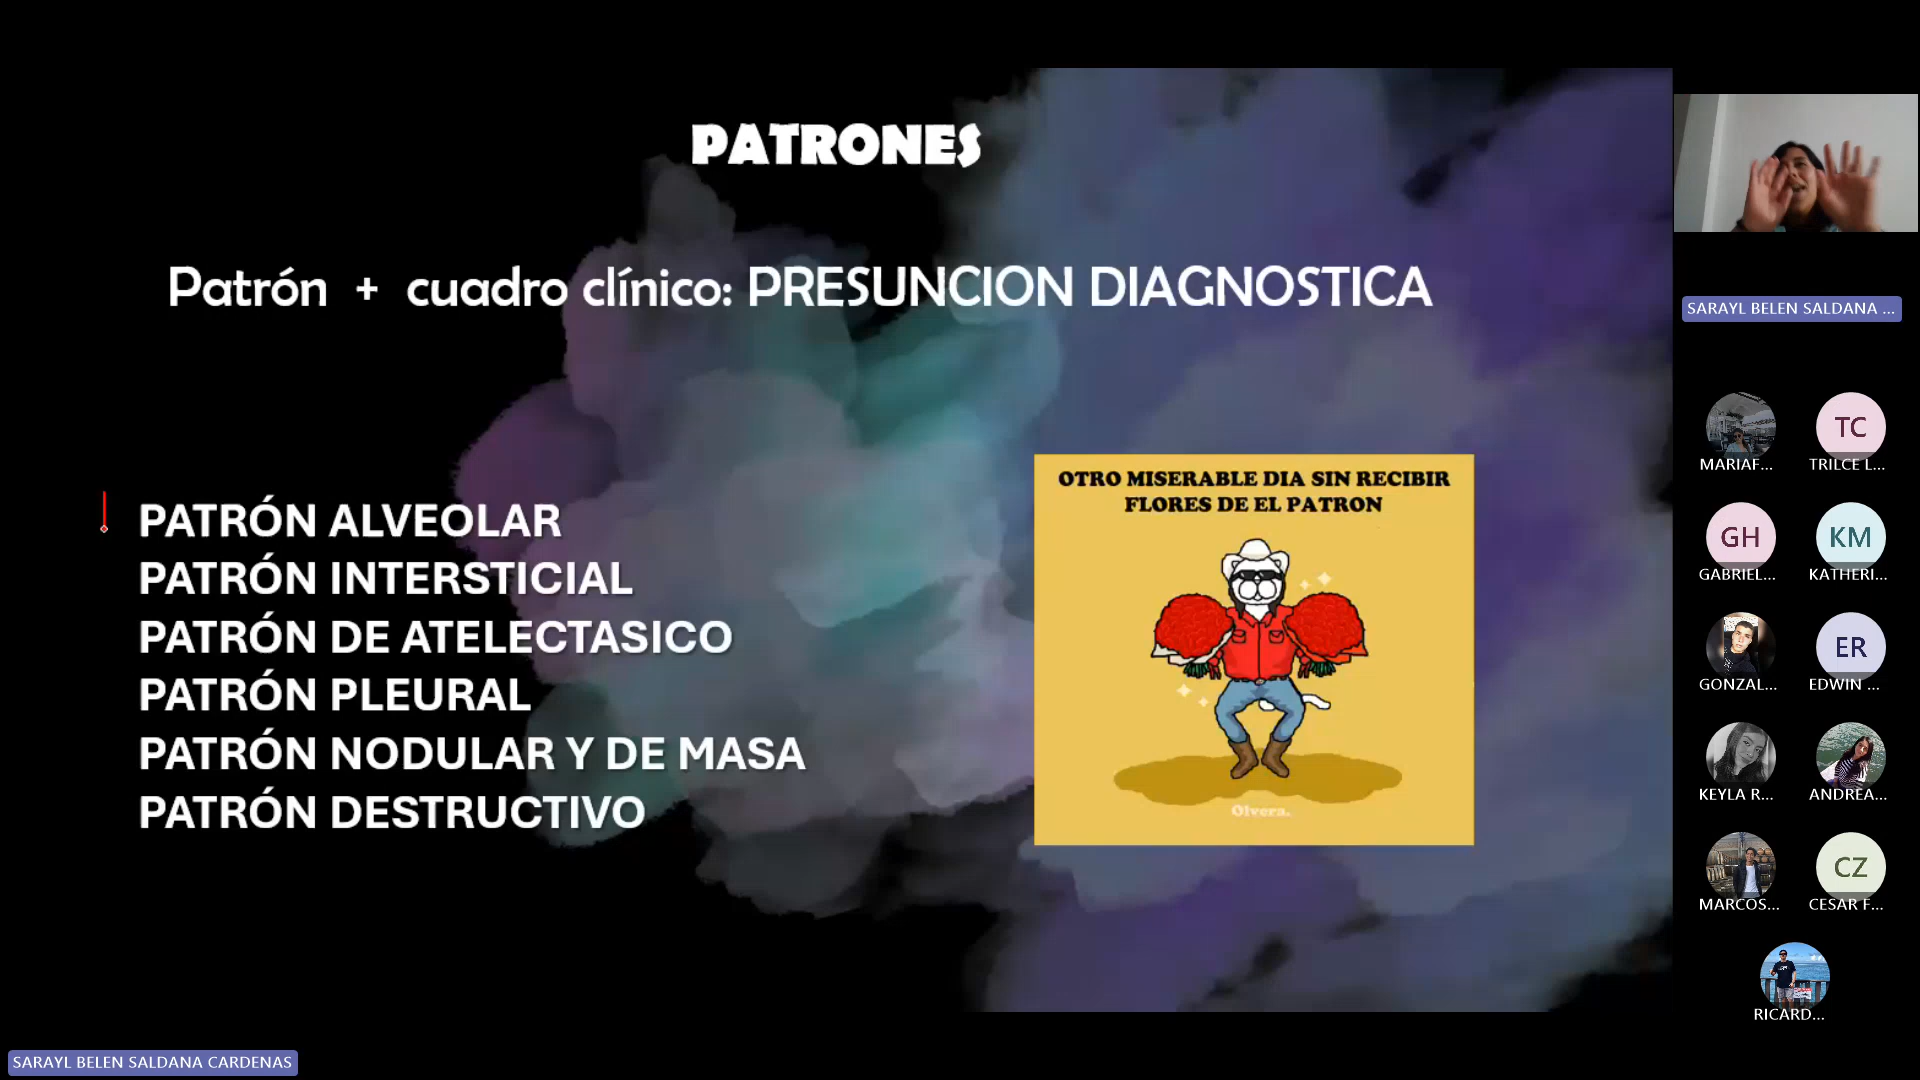 PATRONES
Patrón + cuadro clínico: PRESUNCION DIAGNOSTICA
PATRÓN ALVEOLAR
PATRÓN INTERSTICIAL
PATRÓN DE ATELECTASICO
PATRÓN PLEURAL
PATRÓN NODULAR Y DE MASA
PATRÓN DESTRUCTIVO
OTRO MISERABLE DIA SIN RECIBIR
FLORES DE EL PATRON
Olvera.
SARAYL BELEN SALDANA ...
MARIAF...
TC
TRILCE L...
GH
GABRIEL...
KM
KATHERI...
GONZAL...
ER
EDWIN ...
KEYLA R...
ANDREA...
MARCOS...
CZ
CESAR F...
RICARD...
SARAYL BELEN SALDANA CARDENAS